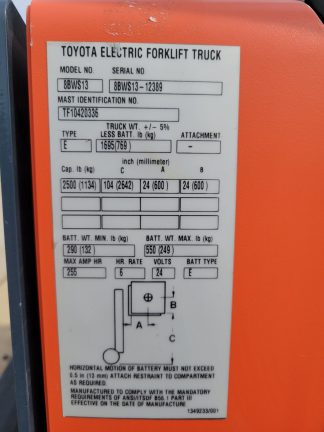 TOYOTA ELECTRIC FORKLIFT TRUCK
MODEL NO. SERIAL NO.
8BWS13 8BWS13-12389
MAST IDENTIFICATION NO.
TF10420336
TRUCK WT. +/- 5%
TYPE LESS BATT. lb (kg) ATTACHMENT
E 1695(769) -
inch (millimeter)
Cap. lb (kg) C A B
2500 (1134) 104 (2642) 24 (600) 24 (600)
BATT. WT. MIN. lb (kg) BATT. WT. MAX. lb (kg)
290 (132) 550 (249)
MAX AMP HR HR RATE VOLTS BATT TYPE
255 6 24 E
B
A
C
HORIZONTAL MOTION OF BATTERY MUST NOT EXCEED
0.5 in (13 mm) ATTACH RESTRAINT TO COMPARTMENT
AS REQUIRED.
MANUFACTURED TO COMPLY WITH THE MANDATORY
REQUIREMENTS OF ANSI/ITSDF B56.1 PART III
EFFECTIVE ON THE DATE OF MANUFACTURE
1349233/001